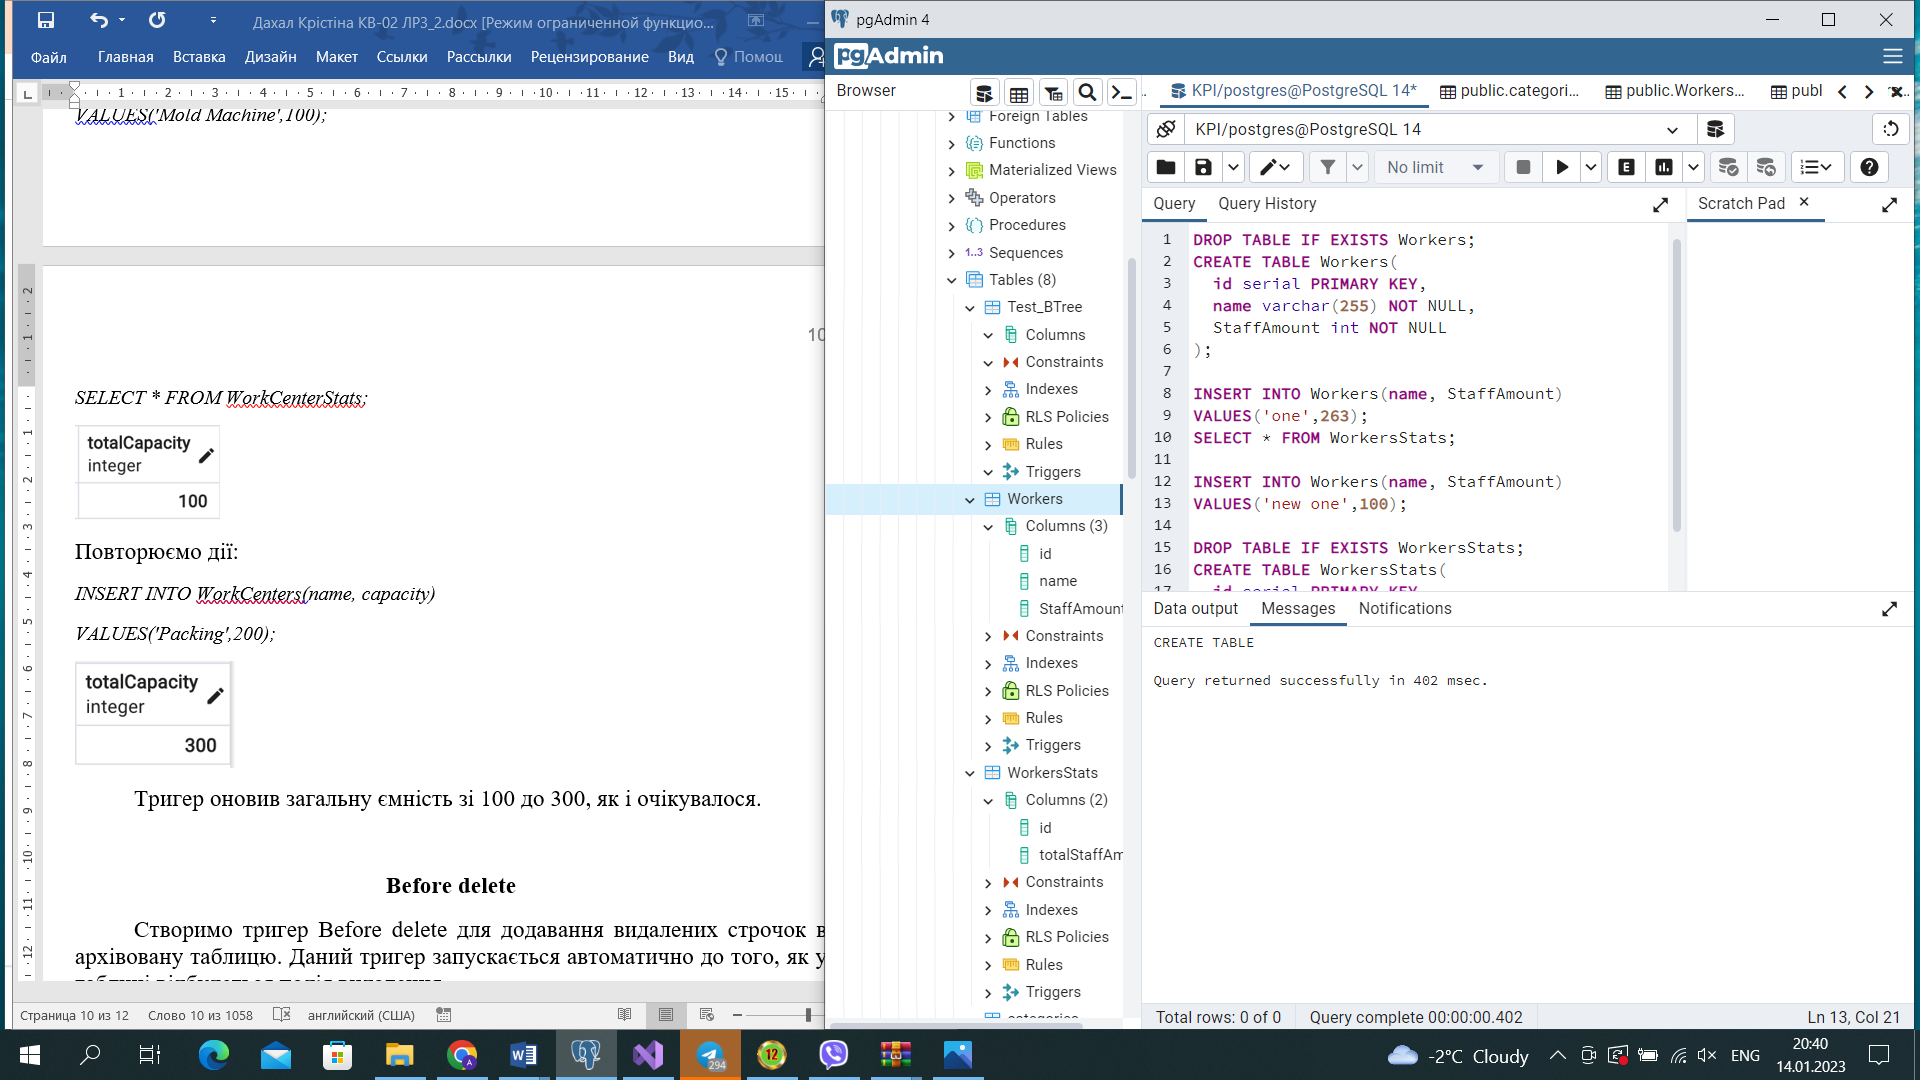 Дахал Крістіна КВ-02 ЛР3_2.docx [Режим ограниченной функцио...
Файл Главная Вставка Дизайн Макет Ссылки Рассылки Рецензирование Вид Помощ
VALUES('Mold Machine',100);
10
SELECT * FROM WorkCenterStats;
totalCapacity
integer
100
Повторюємо дії:
INSERT INTO WorkCenters(name, capacity)
VALUES('Packing',200);
totalCapacity
integer
300
Тригер оновив загальну ємність зі 100 до 300, як і очікувалося.
Before delete
Створимо тригер Before delete для додавання видалених строчок в
архівовану таблицю. Даний тригер запускається автоматично до того, як у
Страница 10 из 12 Слово 10 из 1058 английский (США)
pgAdmin 4
pgAdmin
Browser
Foreign Tables
Functions
Materialized Views
Operators
Procedures
1..3 Sequences
Tables (8)
Test_BTree
Columns
Constraints
Indexes
RLS Policies
Rules
Triggers
Workers
Columns (3)
id
name
StaffAmount
Constraints
Indexes
RLS Policies
Rules
Triggers
WorkersStats
Columns (2)
id
totalStaffAm
Constraints
Indexes
RLS Policies
Rules
Triggers
categories
KPI/postgres@PostgreSQL 14* public.categori... public.Workers... publ
KPI/postgres@PostgreSQL 14
No limit
Query Query History
Scratch Pad
1 DROP TABLE IF EXISTS Workers;
2 CREATE TABLE Workers(
3 id serial PRIMARY KEY,
4 name varchar(255) NOT NULL,
5 StaffAmount int NOT NULL
6 );
7
8 INSERT INTO Workers(name, StaffAmount)
9 VALUES('one',263);
10 SELECT * FROM WorkersStats;
11
12 INSERT INTO Workers(name, StaffAmount)
13 VALUES('new one',100);
14
15 DROP TABLE IF EXISTS WorkersStats;
16 CREATE TABLE WorkersStats(
17 id serial PRIMARY KEY
Data output Messages Notifications
CREATE TABLE
Query returned successfully in 402 msec.
Total rows: 0 of 0 Query complete 00:00:00.402 Ln 13, Col 21
294
12
-2°C Cloudy
ENG
20:40
14.01.2023